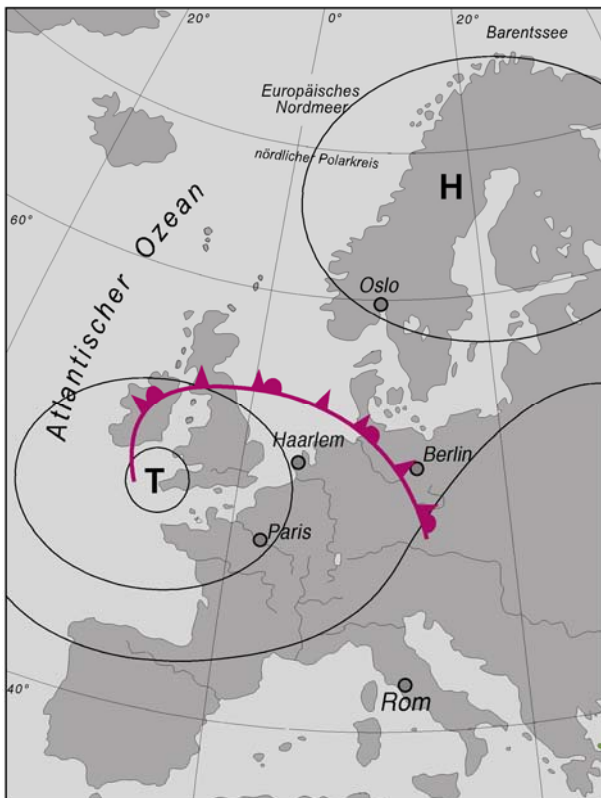 20°
0°
20°
Barentssee
Europäisches
Nordmeer
nördlicher Polarkreis
H
60°
Atlantischer Ozean
Oslo
Haarlem
Berlin
T
Paris
40°
Rom